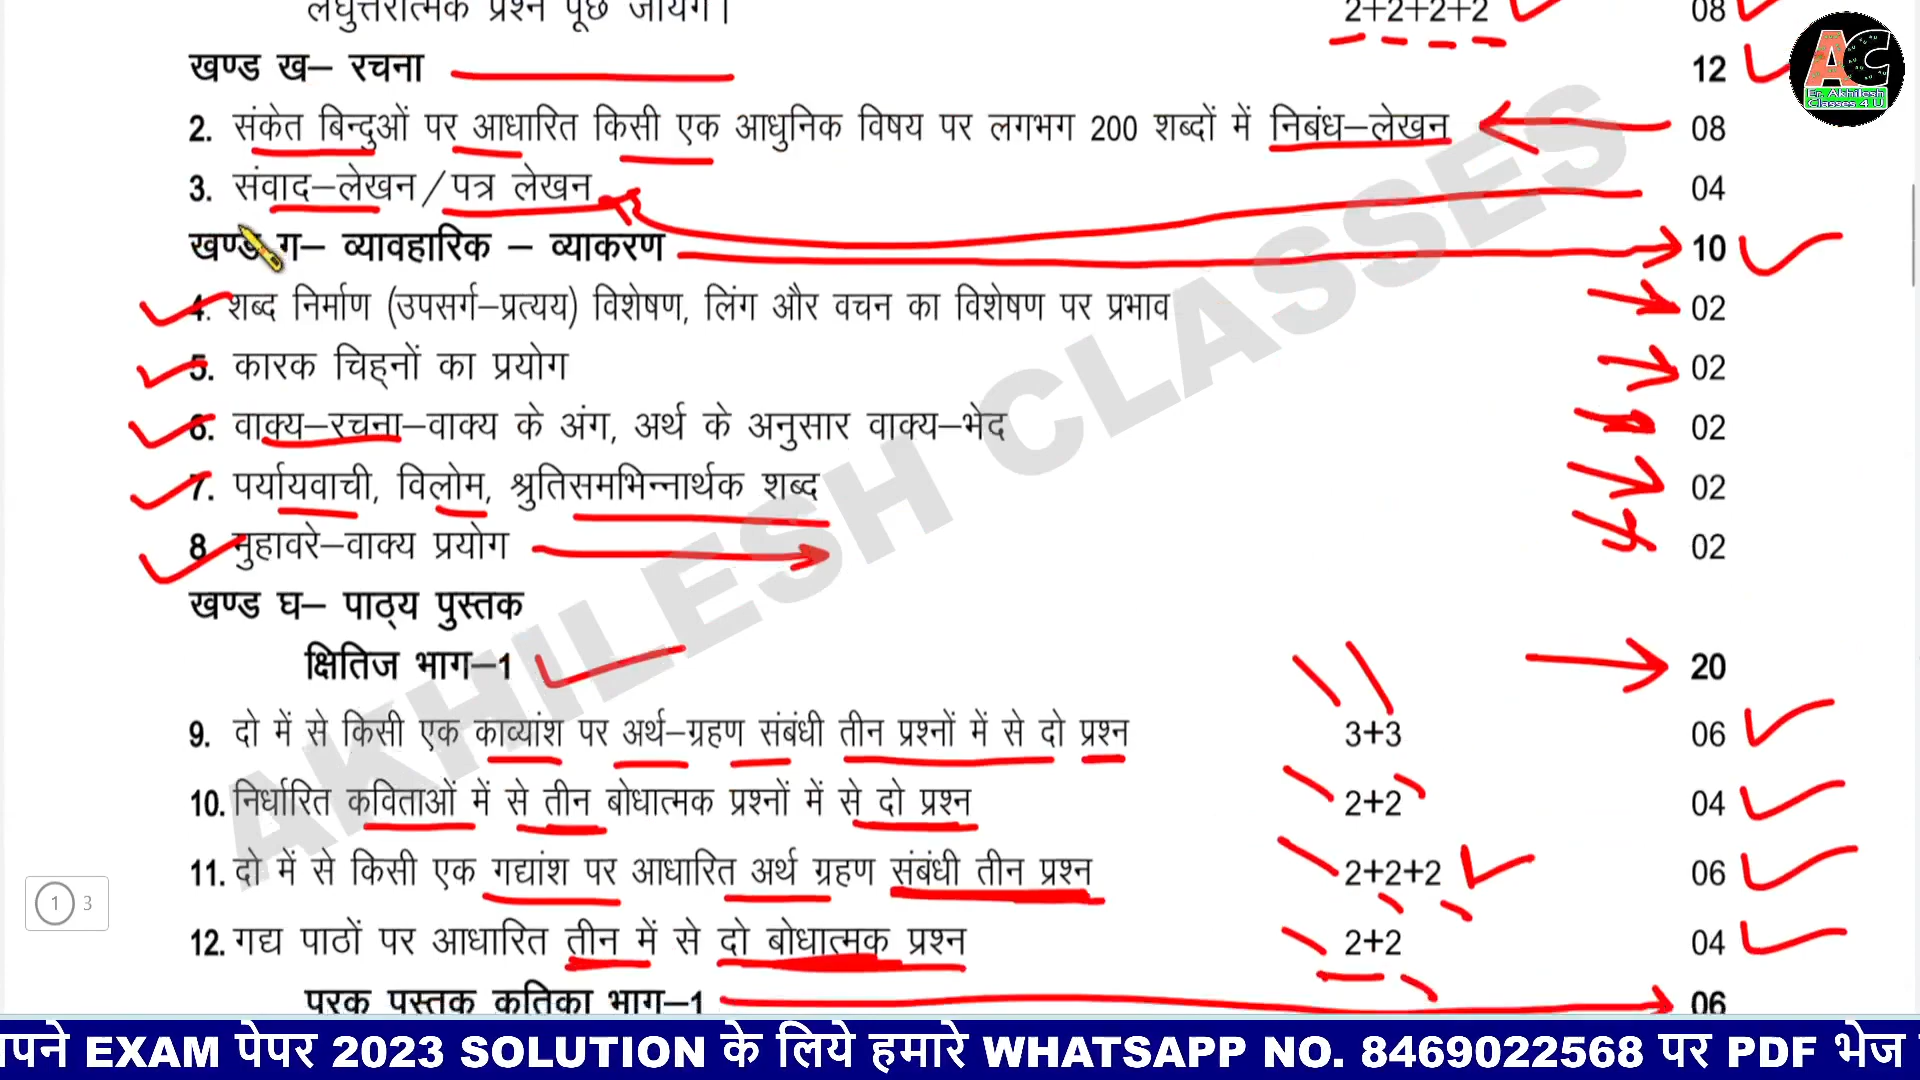 लघुत्तरात्मक प्रश्न पूछे जायेंगे। 2+2+2+2 08
खण्ड ख– रचना 12
2. संकेत बिन्दुओं पर आधारित किसी एक आधुनिक विषय पर लगभग 200 शब्दों में निबंध–लेखन 08
3. संवाद–लेखन / पत्र लेखन 04
खण्ड ग– व्यावहारिक – व्याकरण 10
4. शब्द निर्माण (उपसर्ग–प्रत्यय) विशेषण, लिंग और वचन का विशेषण पर प्रभाव 02
5. कारक चिह्नों का प्रयोग 02
6. वाक्य–रचना–वाक्य के अंग, अर्थ के अनुसार वाक्य–भेद 02
7. पर्यायवाची, विलोम, श्रुतिसमभिन्नार्थक शब्द 02
8. मुहावरे–वाक्य प्रयोग 02
खण्ड घ– पाठ्य पुस्तक
क्षितिज भाग–1 20
9. दो में से किसी एक काव्यांश पर अर्थ–ग्रहण संबंधी तीन प्रश्नों में से दो प्रश्न 3+3 06
10. निर्धारित कविताओं में से तीन बोधात्मक प्रश्नों में से दो प्रश्न 2+2 04
11. दो में से किसी एक गद्यांश पर आधारित अर्थ ग्रहण संबंधी तीन प्रश्न 2+2+2 06
12. गद्य पाठों पर आधारित तीन में से दो बोधात्मक प्रश्न 2+2 04
परक पुस्तक कृतिका भाग–1 06
AKHILESH CLASSES
AC
Er. Akhilesh
Classes 4 U
1 3
पने EXAM पेपर 2023 SOLUTION के लिये हमारे WHATSAPP NO. 8469022568 पर PDF भेज